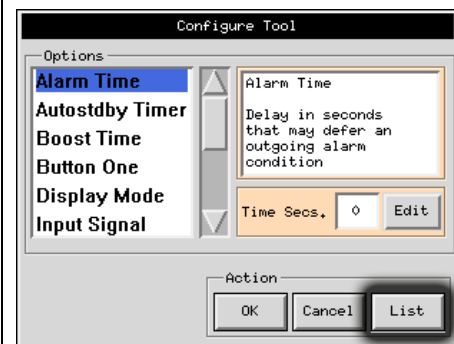 Configure Tool
Options
Alarm Time
Autostdby Timer
Boost Time
Button One
Display Mode
Input Signal
Alarm Time
Delay in seconds
that may defer an
outgoing alarm
condition
Time Secs. 0 Edit
Action
OK Cancel List